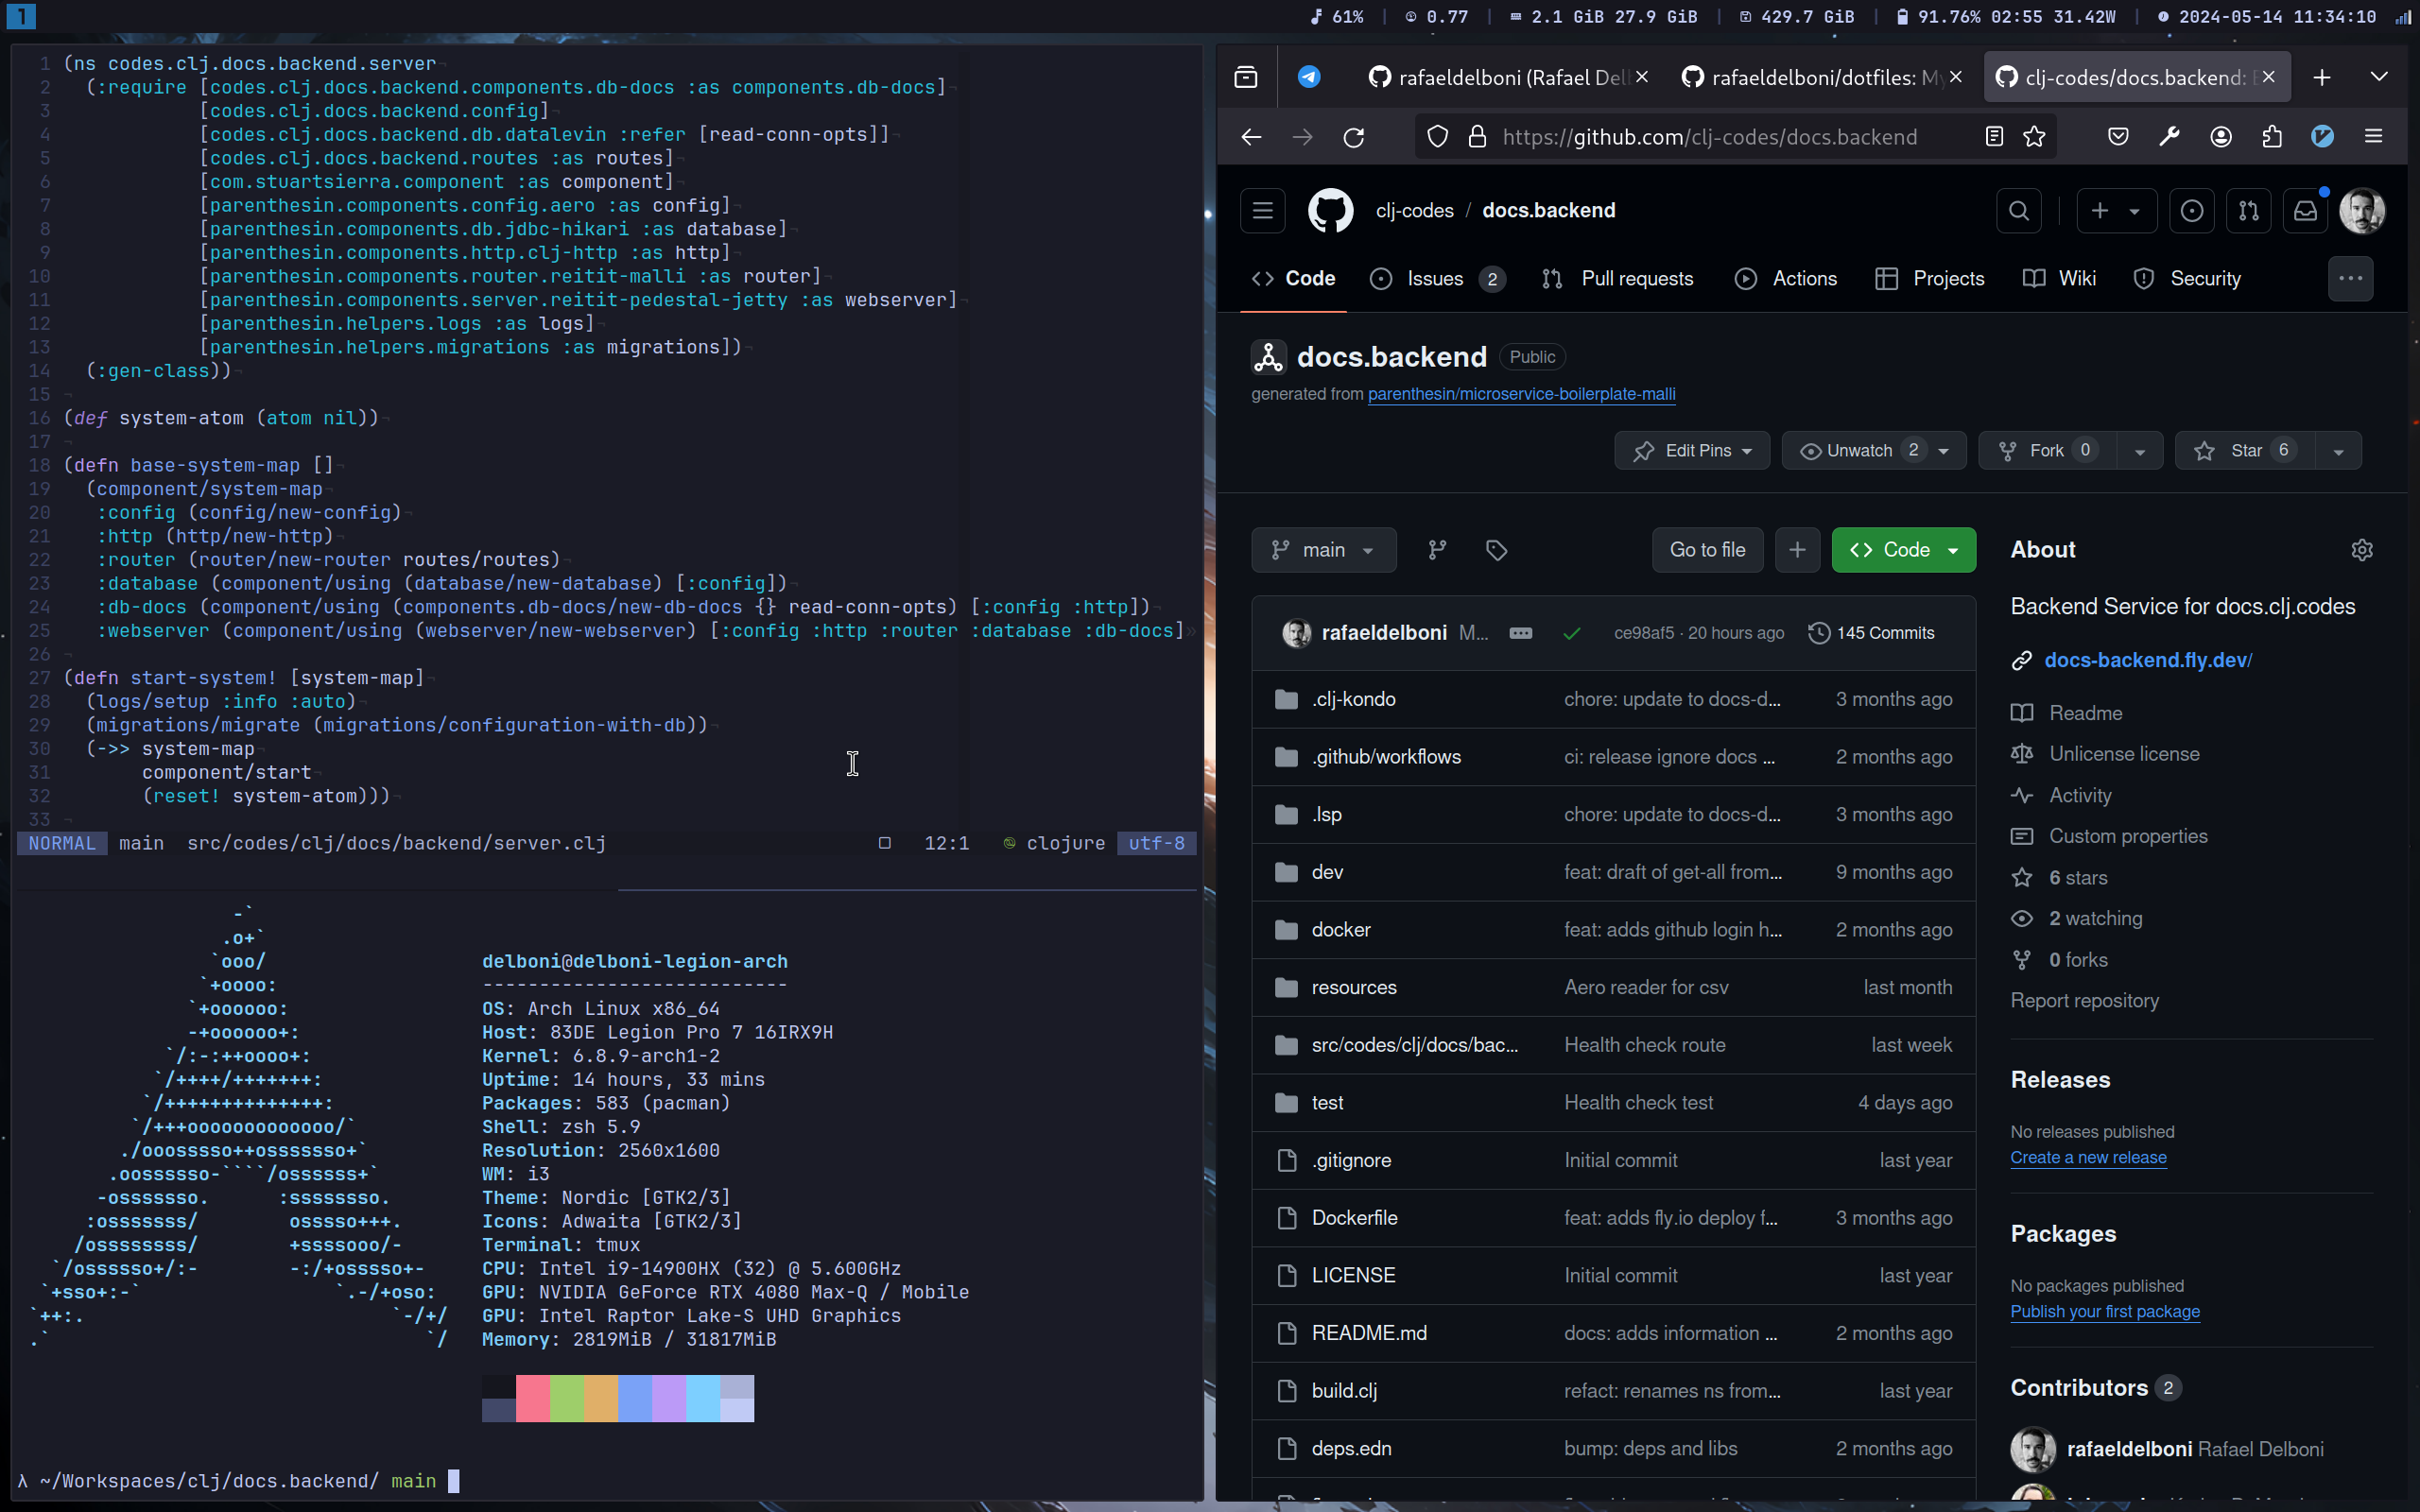 1
61% | 0.77 | 2.1 GiB 27.9 GiB | 429.7 GiB | 91.76% 02:55 31.42W | 2024-05-14 11:34:10
1 (ns codes.clj.docs.backend.server¬
2   (:require [codes.clj.docs.backend.components.db-docs :as components.db-docs]¬
3             [codes.clj.docs.backend.config]¬
4             [codes.clj.docs.backend.db.datalevin :refer [read-conn-opts]]¬
5             [codes.clj.docs.backend.routes :as routes]¬
6             [com.stuartsierra.component :as component]¬
7             [parenthesin.components.config.aero :as config]¬
8             [parenthesin.components.db.jdbc-hikari :as database]¬
9             [parenthesin.components.http.clj-http :as http]¬
10             [parenthesin.components.router.reitit-malli :as router]¬
11             [parenthesin.components.server.reitit-pedestal-jetty :as webserver]¬
12             [parenthesin.helpers.logs :as logs]¬
13             [parenthesin.helpers.migrations :as migrations])¬
14   (:gen-class))¬
15 ¬
16 (def system-atom (atom nil))¬
17 ¬
18 (defn base-system-map []¬
19   (component/system-map¬
20    :config (config/new-config)¬
21    :http (http/new-http)¬
22    :router (router/new-router routes/routes)¬
23    :database (component/using (database/new-database) [:config])¬
24    :db-docs (component/using (components.db-docs/new-db-docs {} read-conn-opts) [:config :http])¬
25    :webserver (component/using (webserver/new-webserver) [:config :http :router :database :db-docs]»
26 ¬
27 (defn start-system! [system-map]¬
28   (logs/setup :info :auto)¬
29   (migrations/migrate (migrations/configuration-with-db))¬
30   (->> system-map¬
31        component/start¬
32        (reset! system-atom)))¬
33 ¬
NORMAL main src/codes/clj/docs/backend/server.clj 12:1 clojure utf-8
                  -`
                 .o+`
                `ooo/              delboni@delboni-legion-arch
               `+oooo:             ---------------------------
              `+oooooo:            OS: Arch Linux x86_64
              -+oooooo+:           Host: 83DE Legion Pro 7 16IRX9H
            `/:-:++oooo+:          Kernel: 6.8.9-arch1-2
           `/++++/+++++++:         Uptime: 14 hours, 33 mins
          `/++++++++++++++:        Packages: 583 (pacman)
         `/+++ooooooooooooo/`      Shell: zsh 5.9
        ./ooosssso++osssssso+`     Resolution: 2560x1600
       .oossssso-````/ossssss+`    WM: i3
      -osssssso.      :ssssssso.   Theme: Nordic [GTK2/3]
     :osssssss/        osssso+++.  Icons: Adwaita [GTK2/3]
    /ossssssss/        +ssssooo/-  Terminal: tmux
  `/ossssso+/:-        -:/+osssso+-  CPU: Intel i9-14900HX (32) @ 5.600GHz
 `+sso+:-`                 `.-/+oso:  GPU: NVIDIA GeForce RTX 4080 Max-Q / Mobile
`++:.                           `-/+/  GPU: Intel Raptor Lake-S UHD Graphics
.`                                 `/  Memory: 2819MiB / 31817MiB
λ ~/Workspaces/clj/docs.backend/ main
rafaeldelboni (Rafael Del
rafaeldelboni/dotfiles: M
clj-codes/docs.backend:
https://github.com/clj-codes/docs.backend
clj-codes / docs.backend
Code Issues 2 Pull requests Actions Projects Wiki Security
docs.backend Public
generated from parenthesin/microservice-boilerplate-malli
Edit Pins Unwatch 2 Fork 0 Star 6
main Go to file Code
rafaeldelboni M... ce98af5 · 20 hours ago 145 Commits
.clj-kondo chore: update to docs-d... 3 months ago
.github/workflows ci: release ignore docs ... 2 months ago
.lsp chore: update to docs-d... 3 months ago
dev feat: draft of get-all from... 9 months ago
docker feat: adds github login h... 2 months ago
resources Aero reader for csv last month
src/codes/clj/docs/bac... Health check route last week
test Health check test 4 days ago
.gitignore Initial commit last year
Dockerfile feat: adds fly.io deploy f... 3 months ago
LICENSE Initial commit last year
README.md docs: adds information ... 2 months ago
build.clj refact: renames ns from... last year
deps.edn bump: deps and libs 2 months ago
About
Backend Service for docs.clj.codes
docs-backend.fly.dev/
Readme
Unlicense license
Activity
Custom properties
6 stars
2 watching
0 forks
Report repository
Releases
No releases published
Create a new release
Packages
No packages published
Publish your first package
Contributors 2
rafaeldelboni Rafael Delboni